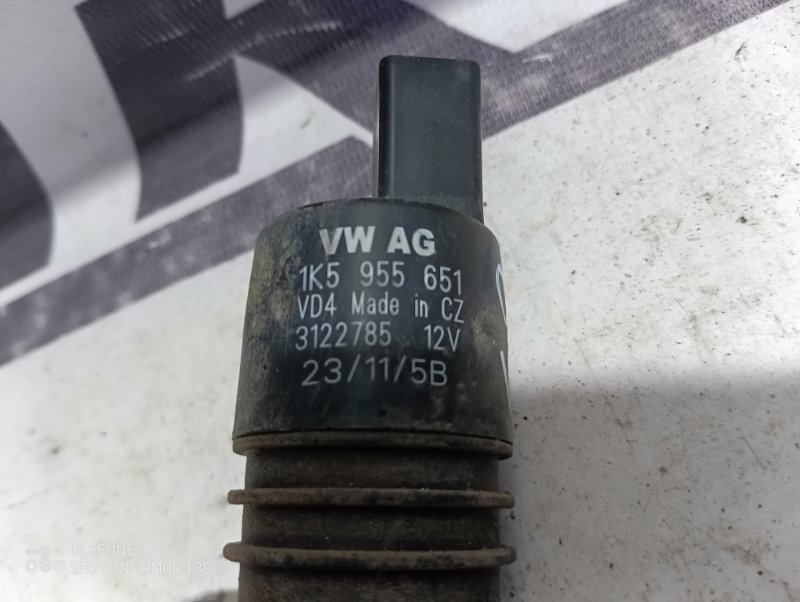 VW AG
1K5 955 651
VD4 Made in CZ
3122785 12V
23/11/5B
ULEFONE
SHOT ON ARMOR 12S